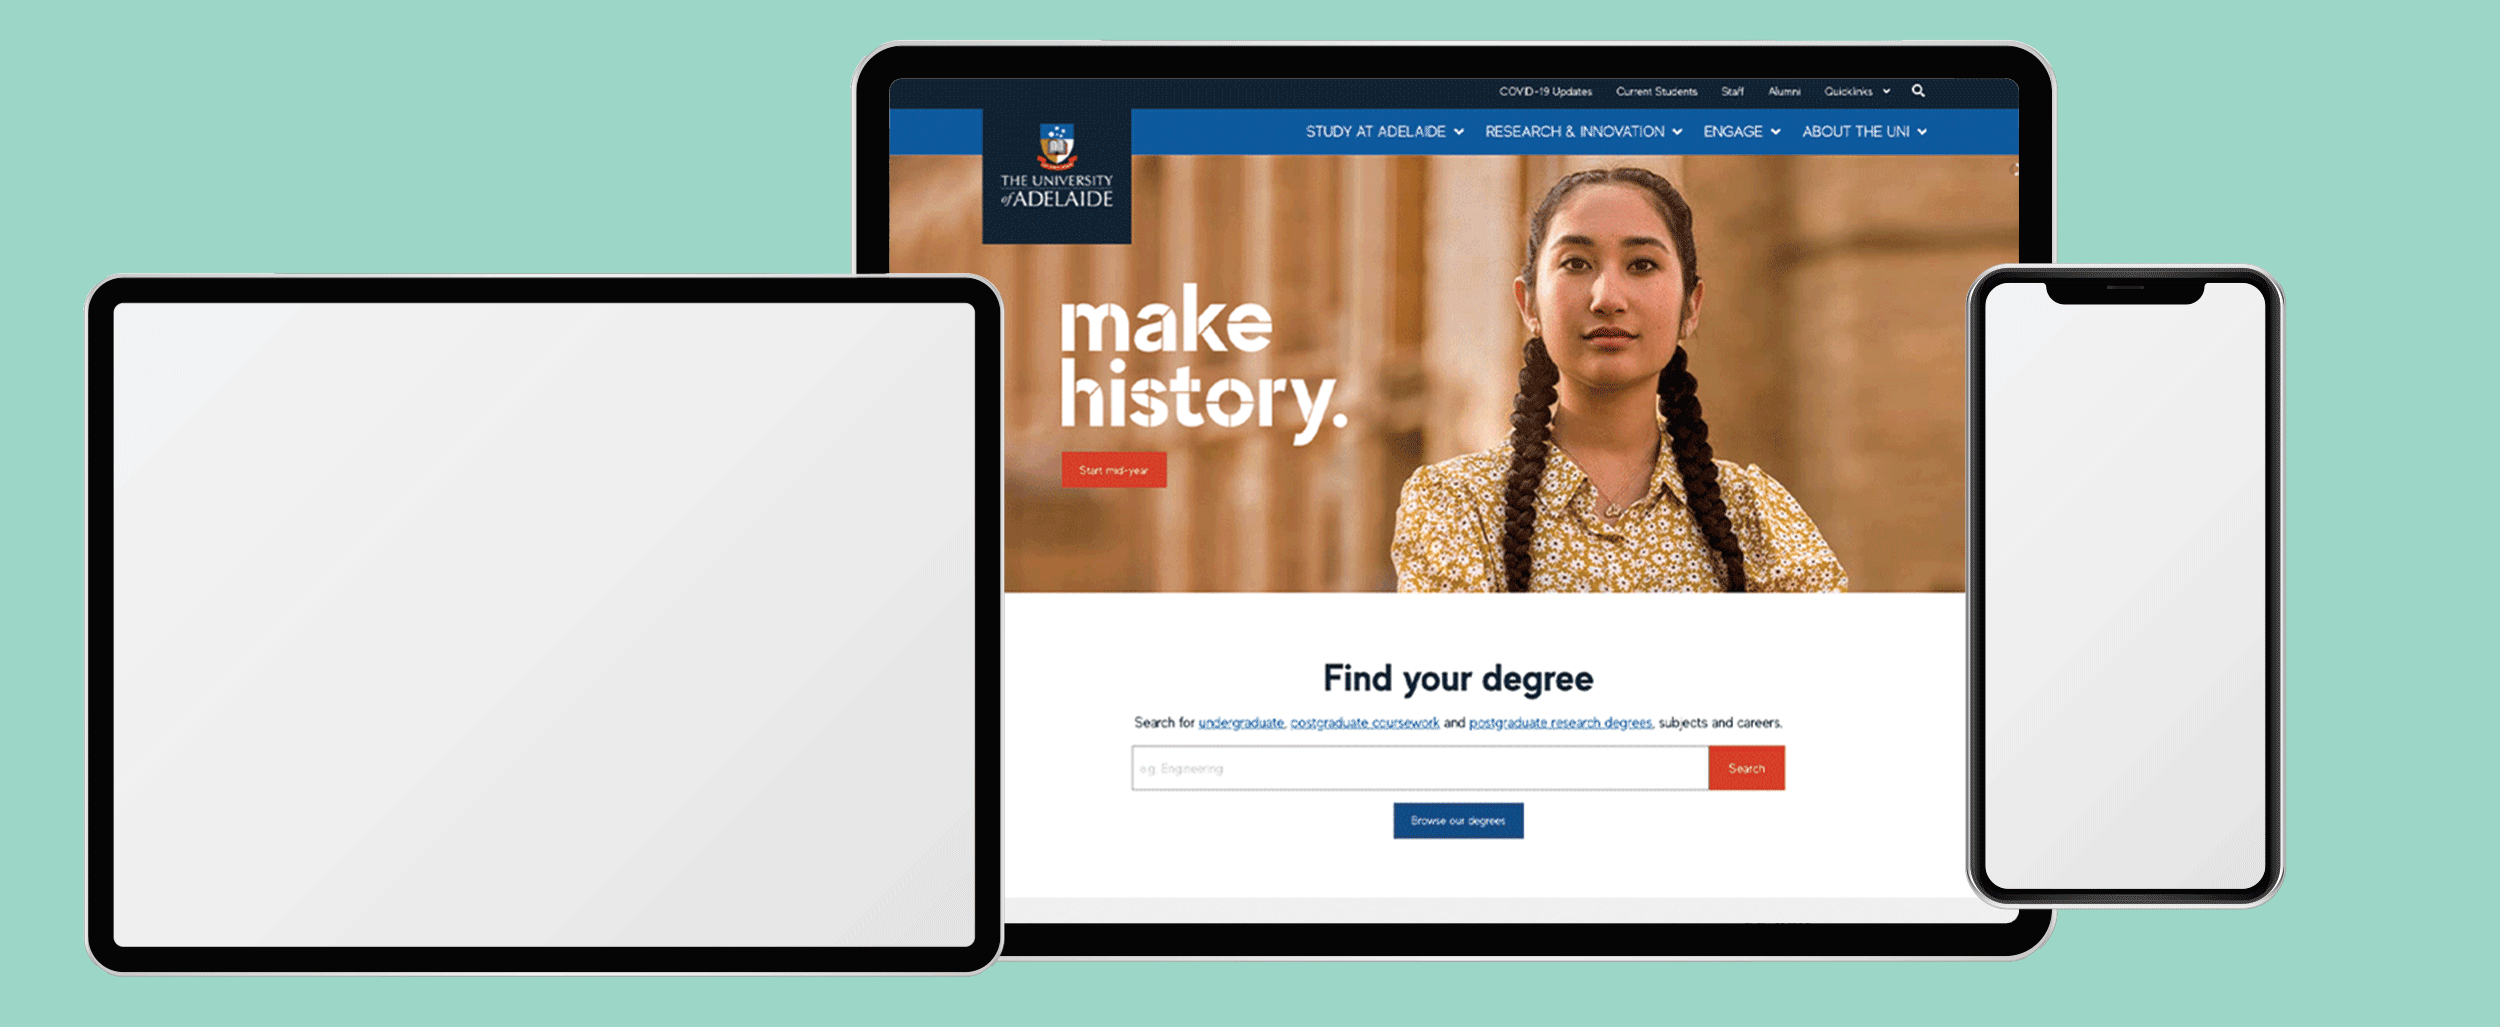 COVID-19 Updates Current Students Staff Alumni Quicklinks
STUDY AT ADELAIDE RESEARCH & INNOVATION ENGAGE ABOUT THE UNI
THE UNIVERSITY
of ADELAIDE
make
history.
Start mid-year
Find your degree
Search for undergraduate, postgraduate coursework and postgraduate research degrees, subjects and careers.
e.g. Engineering Search
Browse our degrees